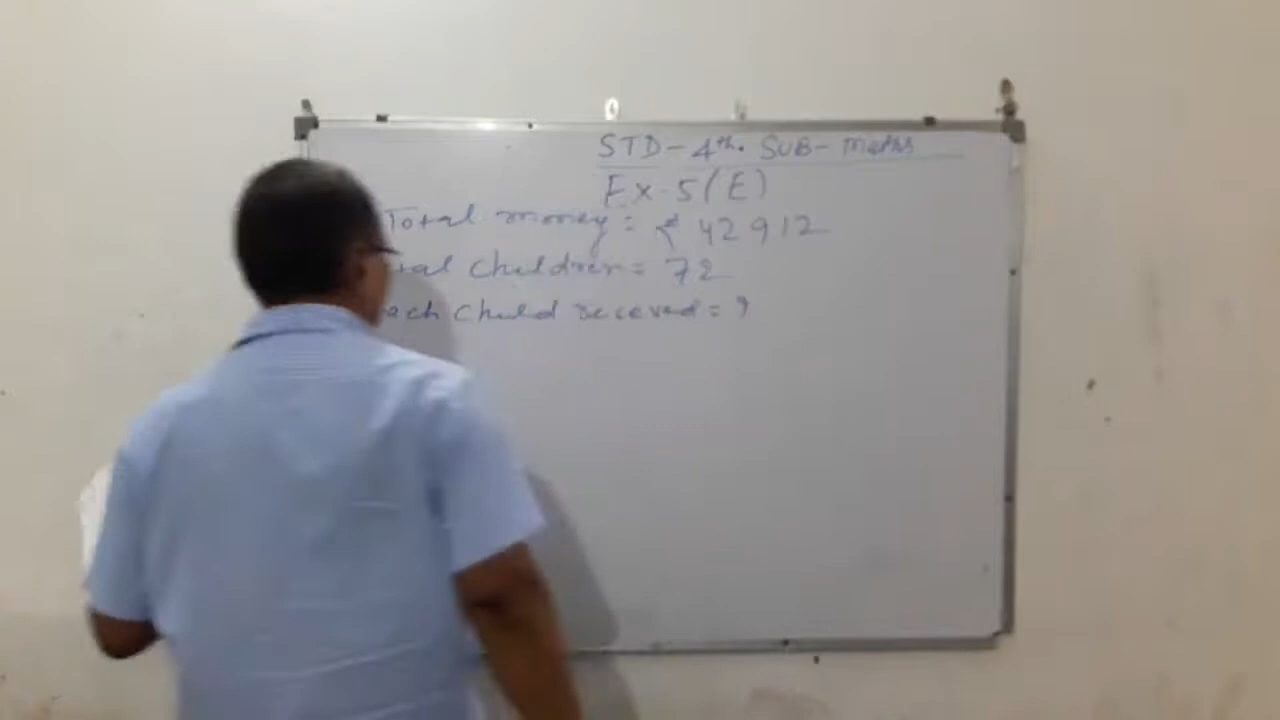 STD-4th. SUB-Maths
Ex-5(E)
Total money = ₹ 42912
tal children = 72
ach child received = ?